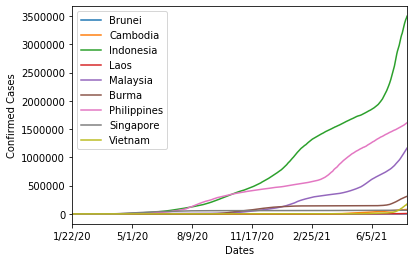 3500000
3000000
2500000
2000000
1500000
1000000
500000
0
Confirmed Cases
Brunei
Cambodia
Indonesia
Laos
Malaysia
Burma
Philippines
Singapore
Vietnam
1/22/20 5/1/20 8/9/20 11/17/20 2/25/21 6/5/21
Dates